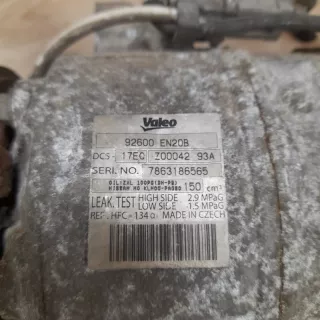 Valeo
92600 EN20B
DCS - 17EC Z00042 93A
SERI. NO. 7863186565
150 cm³
LEAK. TEST HIGH SIDE 2.9 MPaG
LOW SIDE 1.5 MPaG
REF. HFC - 134a MADE IN CZECH